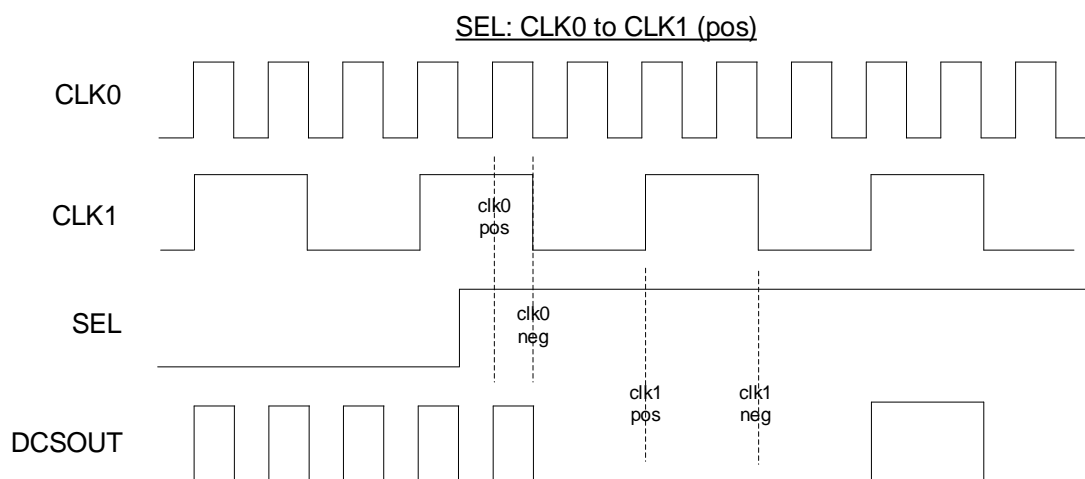 SEL: CLK0 to CLK1 (pos)
CLK0
CLK1
clk0
pos
SEL
clk0
neg
clk1
pos
clk1
neg
DCSOUT